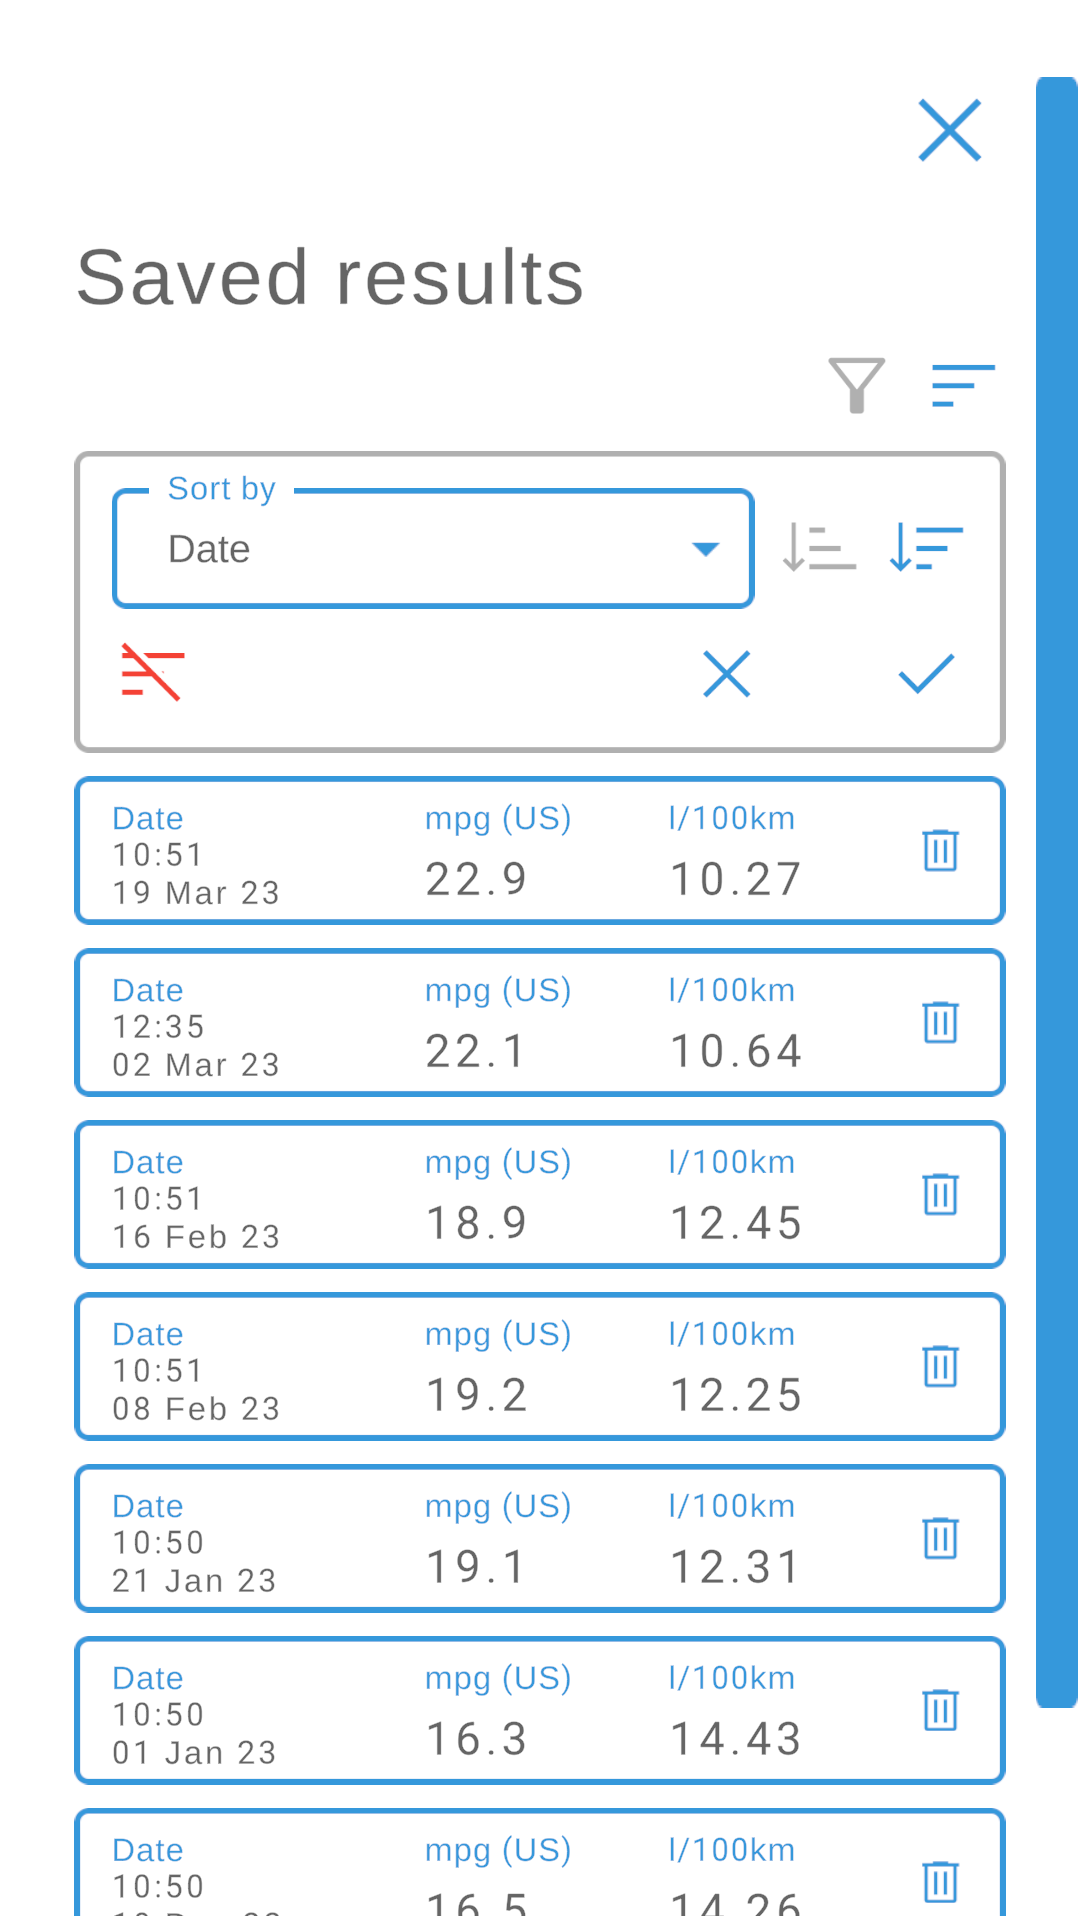 Saved results
Sort by
Date
Date mpg (US) l/100km
10:51
22.9 10.27
19 Mar 23
Date mpg (US) l/100km
12:35
22.1 10.64
02 Mar 23
Date mpg (US) l/100km
10:51
18.9 12.45
16 Feb 23
Date mpg (US) l/100km
10:51
19.2 12.25
08 Feb 23
Date mpg (US) l/100km
10:50
19.1 12.31
21 Jan 23
Date mpg (US) l/100km
10:50
16.3 14.43
01 Jan 23
Date mpg (US) l/100km
10:50
16.5 14.26